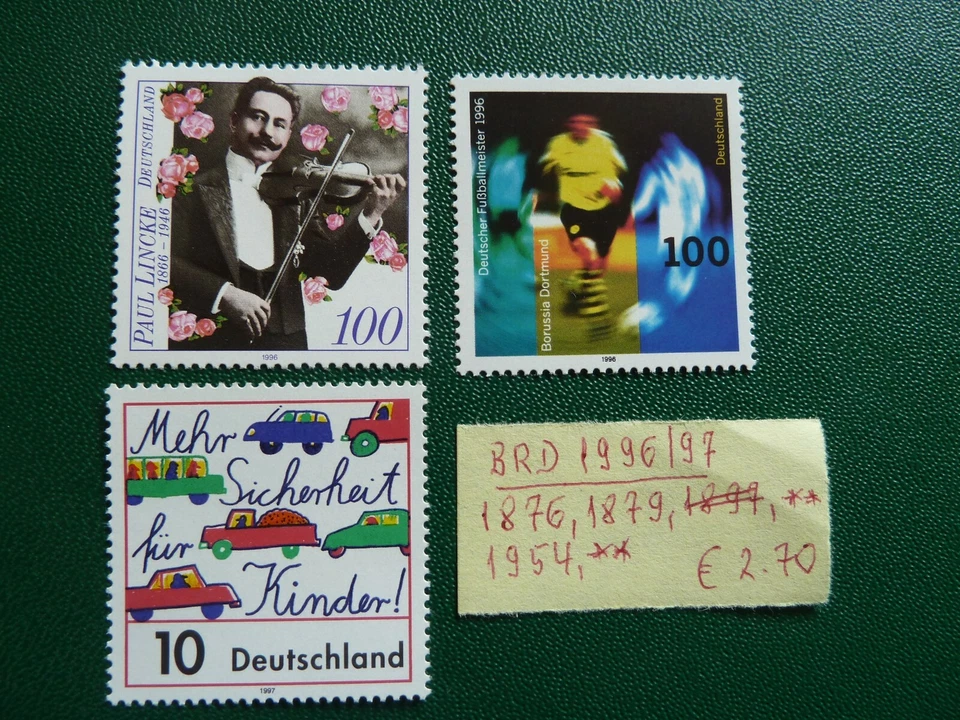 PAUL LINCKE DEUTSCHLAND
1866 – 1946
100
1996
Deutscher Fußballmeister 1996
Borussia Dortmund
Deutschland
100
1996
Mehr
Sicherheit
für
Kinder!
10 Deutschland
1997
BRD 1996/97
1876, 1879, 1897, **
1954, **
€ 2.70